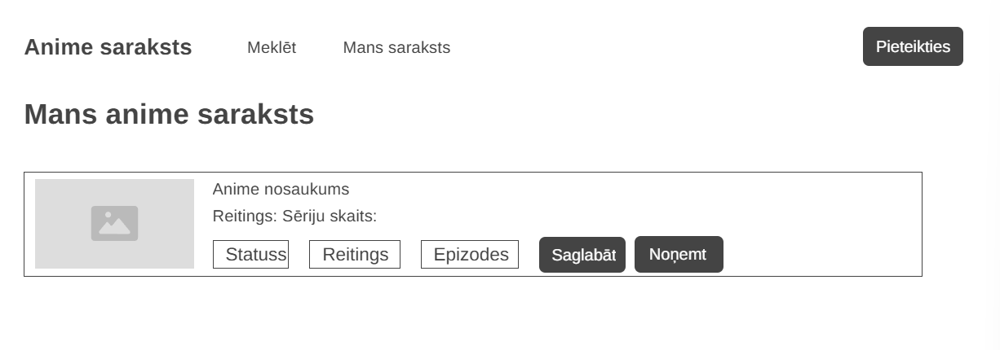 Anime saraksts Meklēt Mans saraksts Pieteikties
Mans anime saraksts
Anime nosaukums
Reitings: Sēriju skaits:
Statuss Reitings Epizodes Saglabāt Noņemt